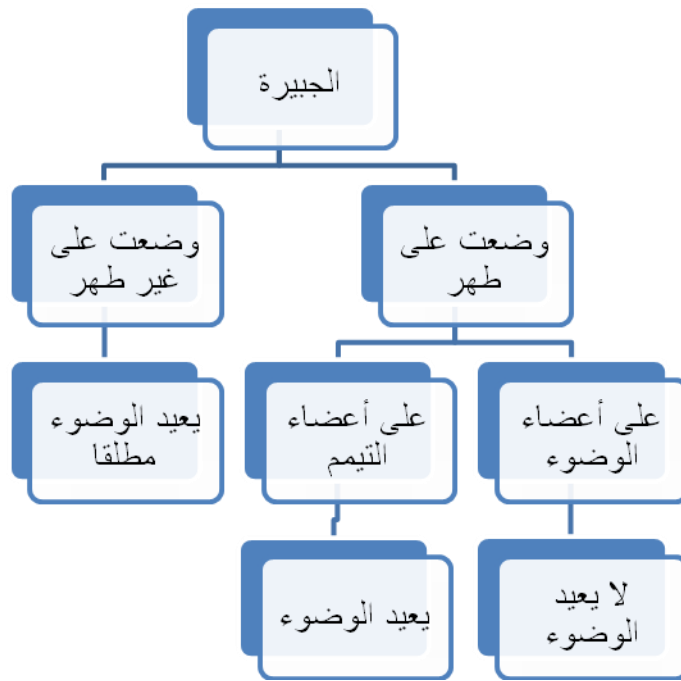 الجبيرة
وضعت على
طهر
وضعت على
غير طهر
على أعضاء
الوضوء
على أعضاء
التيمم
يعيد الوضوء
مطلقا
لا يعيد
الوضوء
يعيد الوضوء